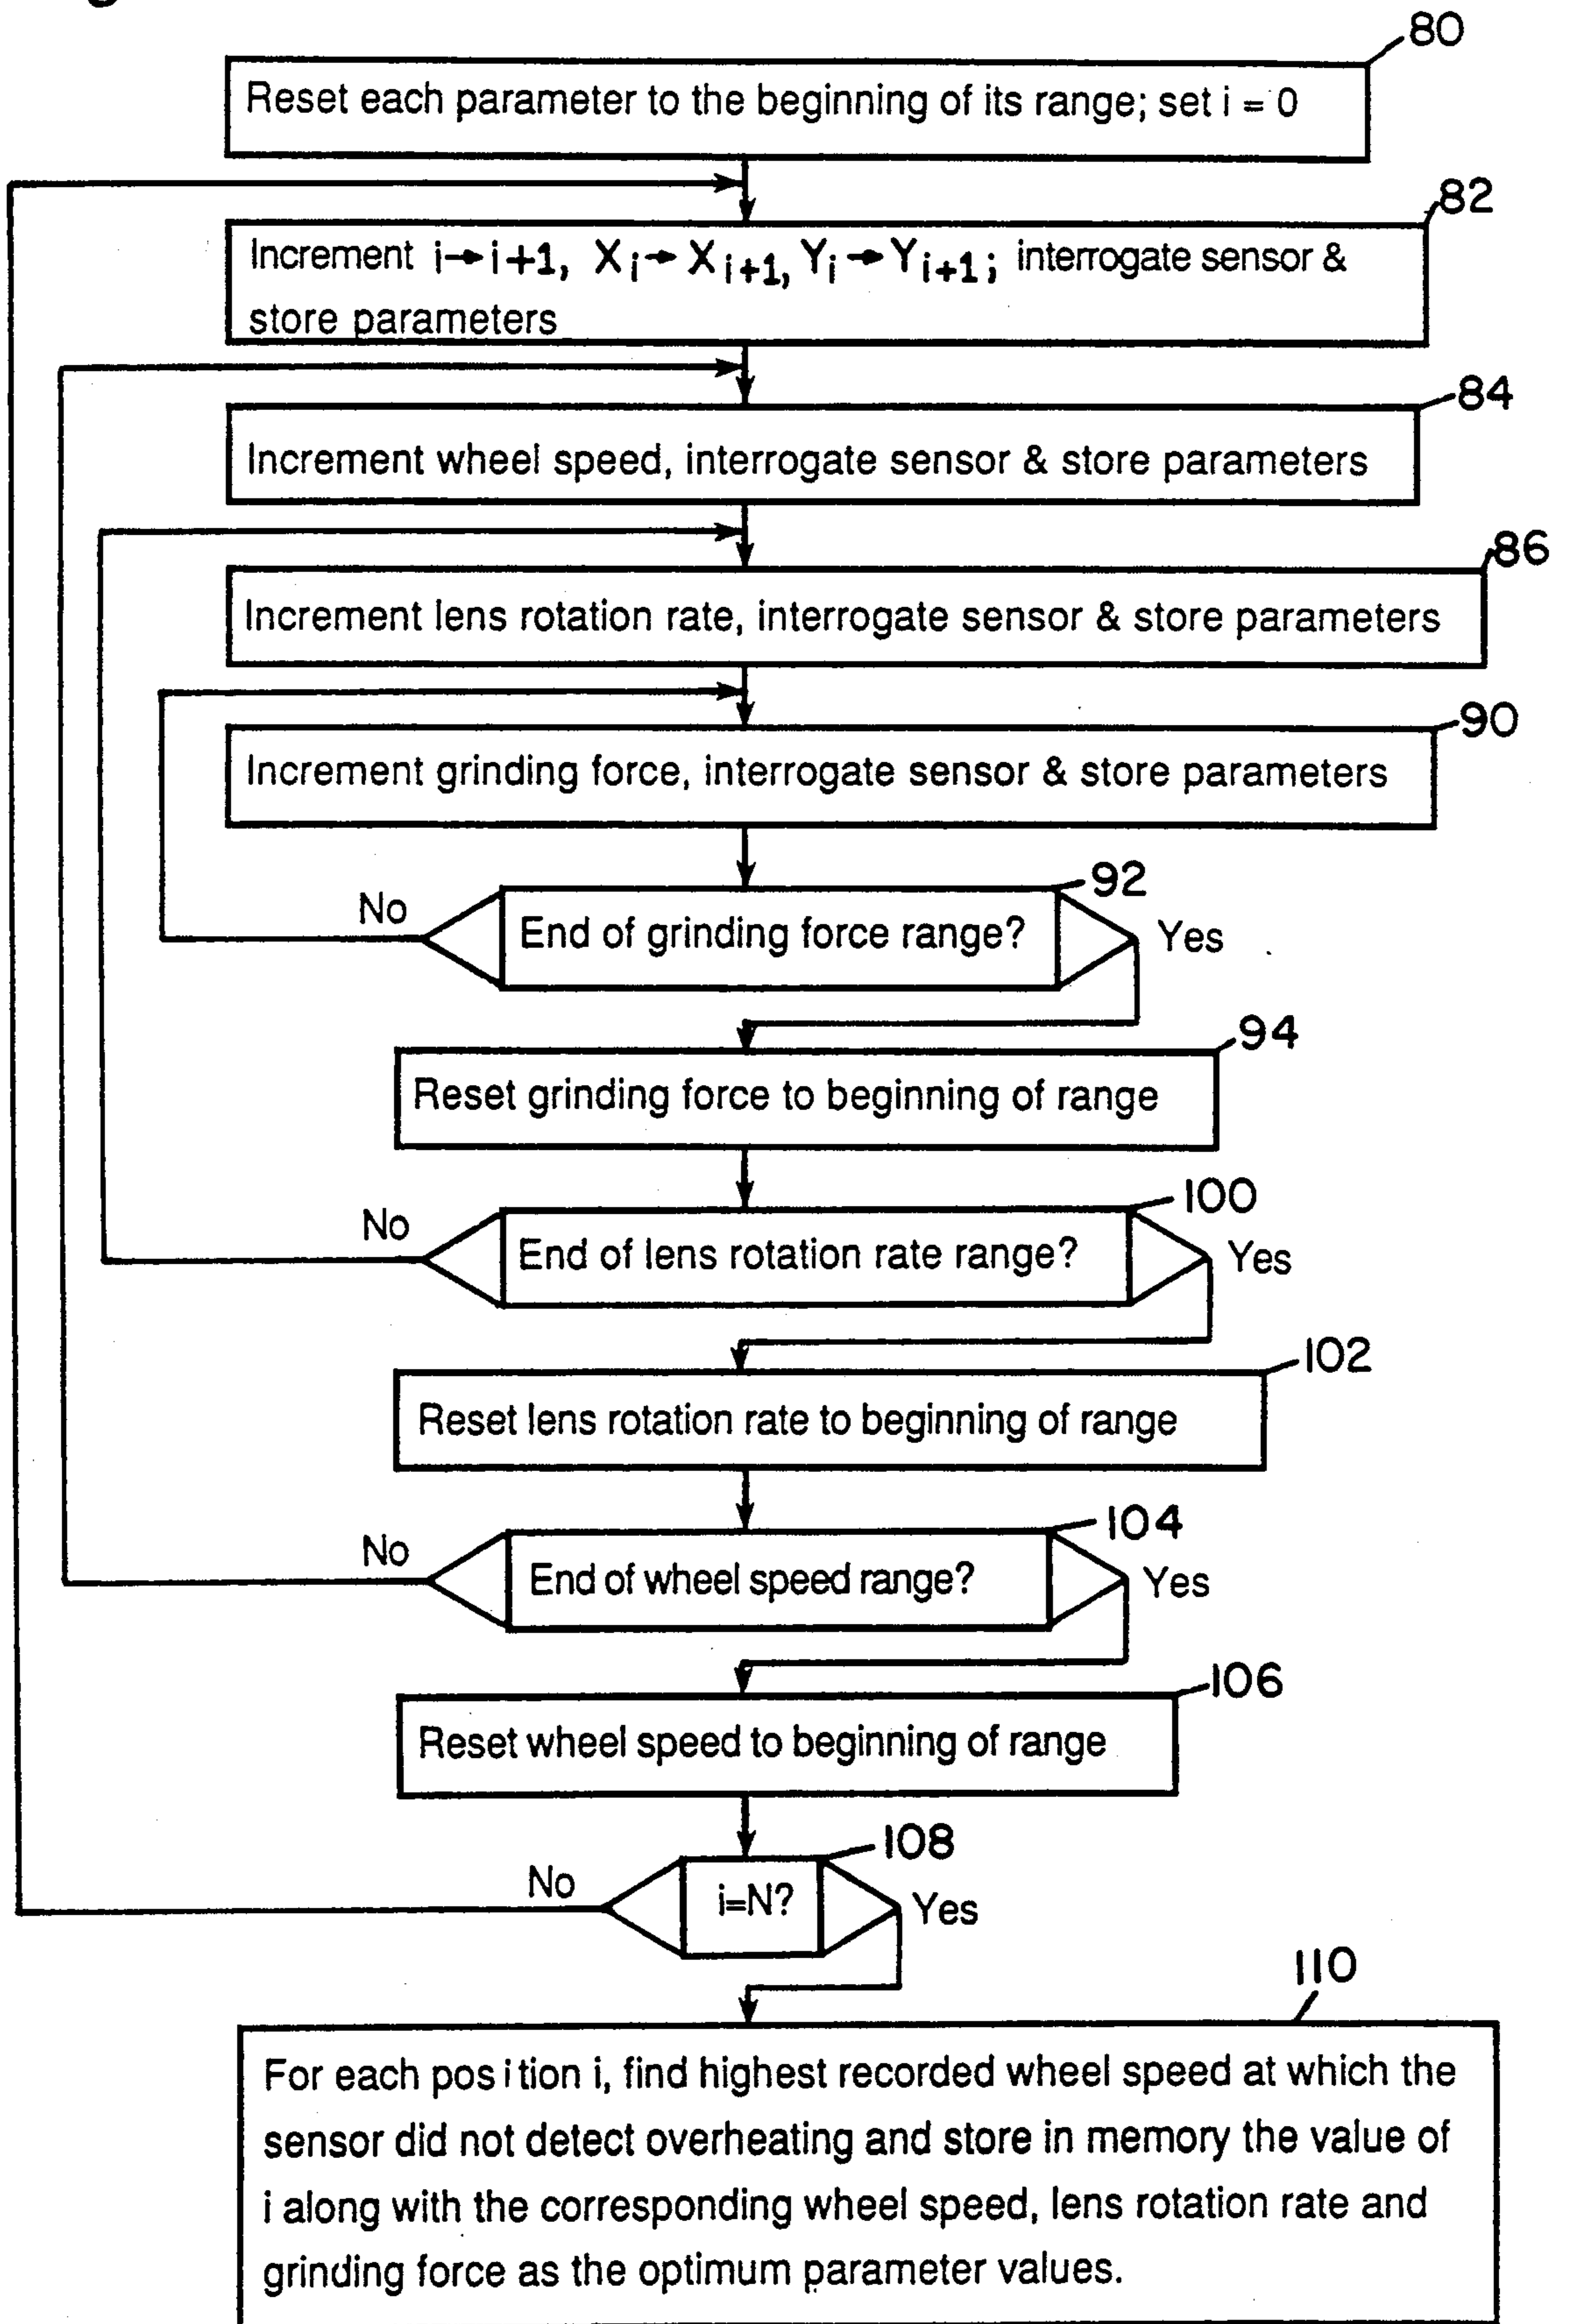 80
Reset each parameter to the beginning of its range; set i = 0
82
Increment i→i+1, Xi→Xi+1, Yi→Yi+1; interrogate sensor &
store parameters
84
Increment wheel speed, interrogate sensor & store parameters
86
Increment lens rotation rate, interrogate sensor & store parameters
90
Increment grinding force, interrogate sensor & store parameters
92
No
End of grinding force range?
Yes
94
Reset grinding force to beginning of range
100
No
End of lens rotation rate range?
Yes
102
Reset lens rotation rate to beginning of range
104
No
End of wheel speed range?
Yes
106
Reset wheel speed to beginning of range
108
No
i=N?
Yes
110
For each position i, find highest recorded wheel speed at which the
sensor did not detect overheating and store in memory the value of
i along with the corresponding wheel speed, lens rotation rate and
grinding force as the optimum parameter values.